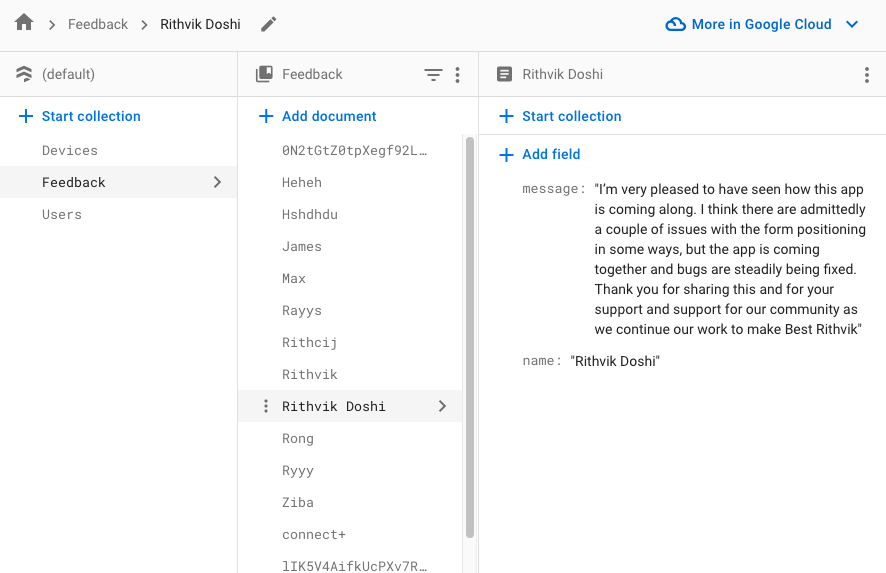 Feedback
Rithvik Doshi
More in Google Cloud
(default)
Start collection
Devices
Feedback
Users
Feedback
Add document
0N2tGtZ0tpXegf92L…
Heheh
Hshdhdu
James
Max
Rayys
Rithcij
Rithvik
Rithvik Doshi
Rong
Ryyy
Ziba
connect+
lIK5V4AifkUcPXv7R…
Rithvik Doshi
Start collection
Add field
message: "I’m very pleased to have seen how this app
is coming along. I think there are admittedly
a couple of issues with the form positioning
in some ways, but the app is coming
together and bugs are steadily being fixed.
Thank you for sharing this and for your
support and support for our community as
we continue our work to make Best Rithvik"
name: "Rithvik Doshi"